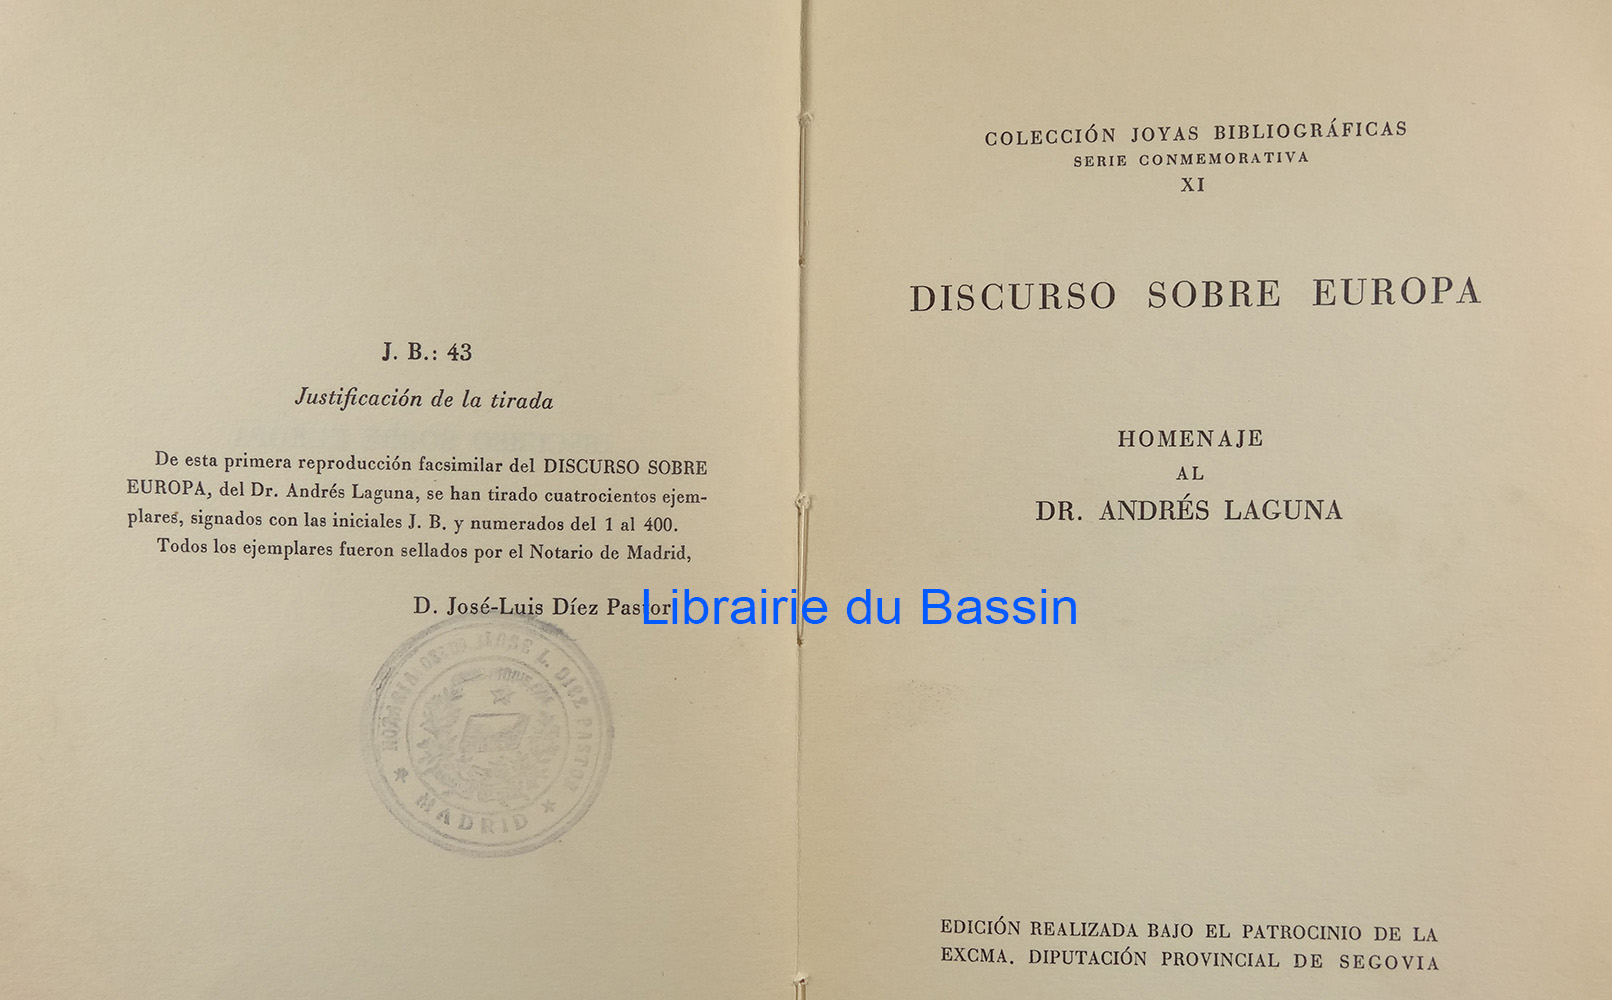 J. B.: 43
Justificación de la tirada
De esta primera reproducción facsimilar del DISCURSO SOBRE
EUROPA, del Dr. Andrés Laguna, se han tirado cuatrocientos ejem-
plares, signados con las iniciales J. B. y numerados del 1 al 400.
Todos los ejemplares fueron sellados por el Notario de Madrid,
D. José-Luis Díez Pastor
JOSE L. DIEZ PASTOR
MADRID
Librairie du Bassin
COLECCIÓN JOYAS BIBLIOGRÁFICAS
SERIE CONMEMORATIVA
XI
DISCURSO SOBRE EUROPA
HOMENAJE
AL
DR. ANDRÉS LAGUNA
EDICIÓN REALIZADA BAJO EL PATROCINIO DE LA
EXCMA. DIPUTACIÓN PROVINCIAL DE SEGOVIA